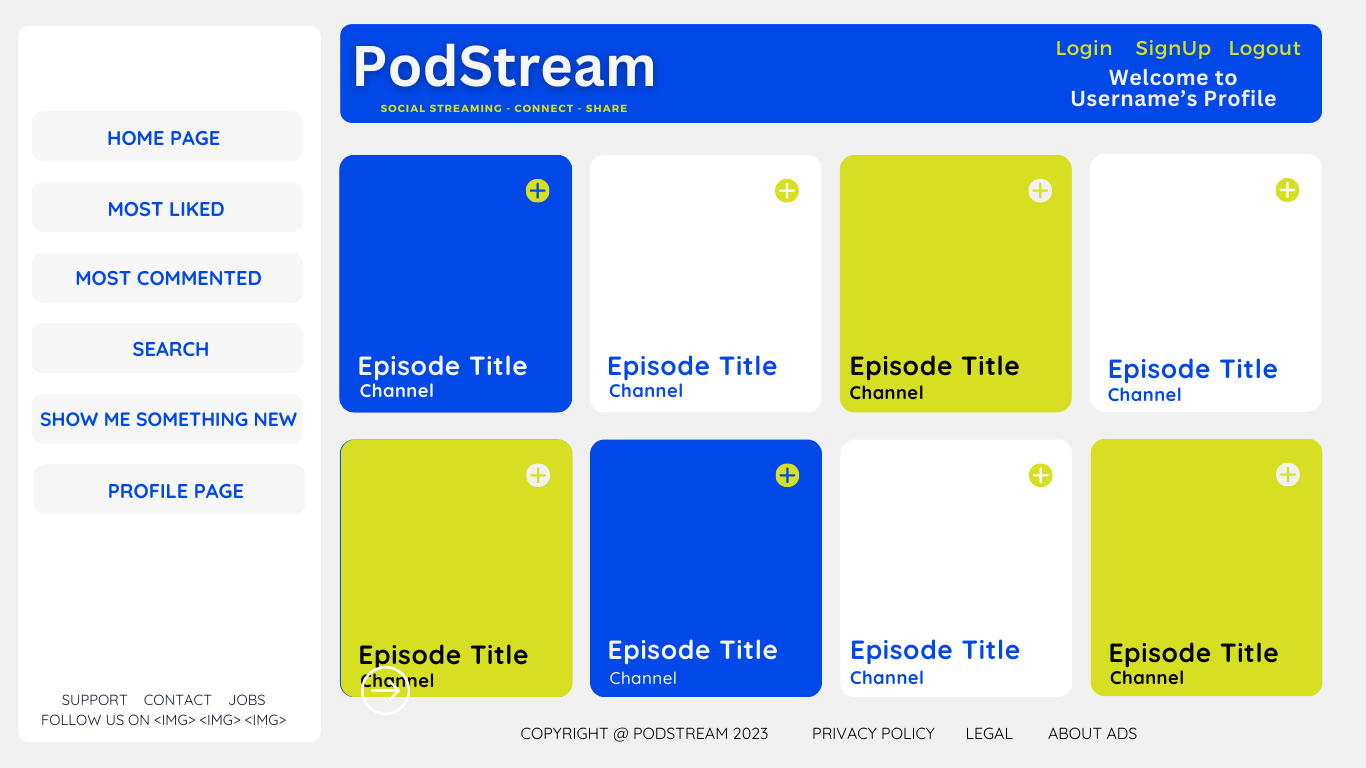 PodStream
SOCIAL STREAMING - CONNECT - SHARE
Login SignUp Logout
Welcome to
Username’s Profile
HOME PAGE
MOST LIKED
MOST COMMENTED
SEARCH
SHOW ME SOMETHING NEW
PROFILE PAGE
SUPPORT CONTACT JOBS
FOLLOW US ON <IMG> <IMG> <IMG>
Episode Title
Channel
Episode Title
Channel
Episode Title
Channel
Episode Title
Channel
Episode Title
Channel
Episode Title
Channel
Episode Title
Channel
Episode Title
Channel
COPYRIGHT @ PODSTREAM 2023 PRIVACY POLICY LEGAL ABOUT ADS